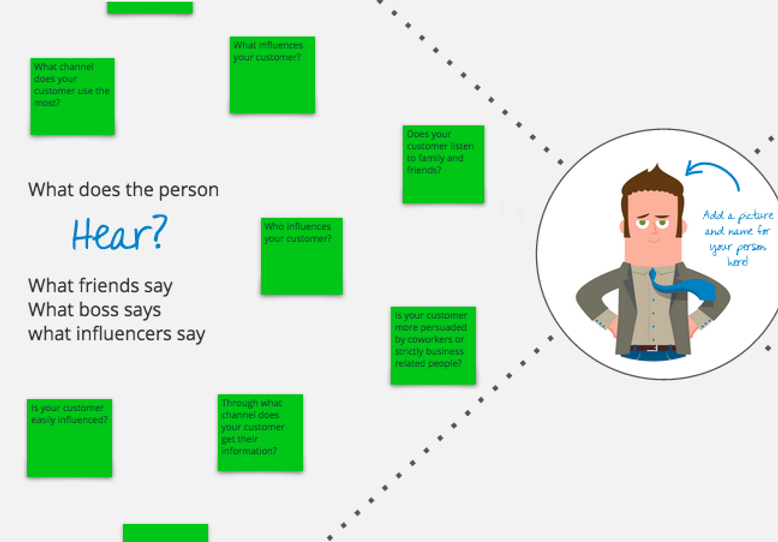 What influences
your customer?
What channel
does your
customer use the
most?
Does your
customer listen
to family and
friends?
What does the person
Hear?
Who influences
your customer?
What friends say
What boss says
what influencers say
Add a picture
and name for
your person
here!
Is your customer
more persuaded
by coworkers or
strictly business
related people?
Is your customer
easily influenced?
Through what
channel does
your customer
get their
information?